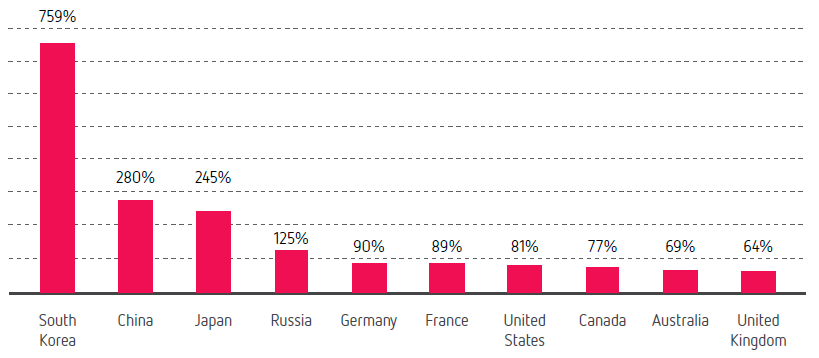 759%
280%
245%
125%
90%
89%
81%
77%
69%
64%
South
Korea
China
Japan
Russia
Germany
France
United
States
Canada
Australia
United
Kingdom